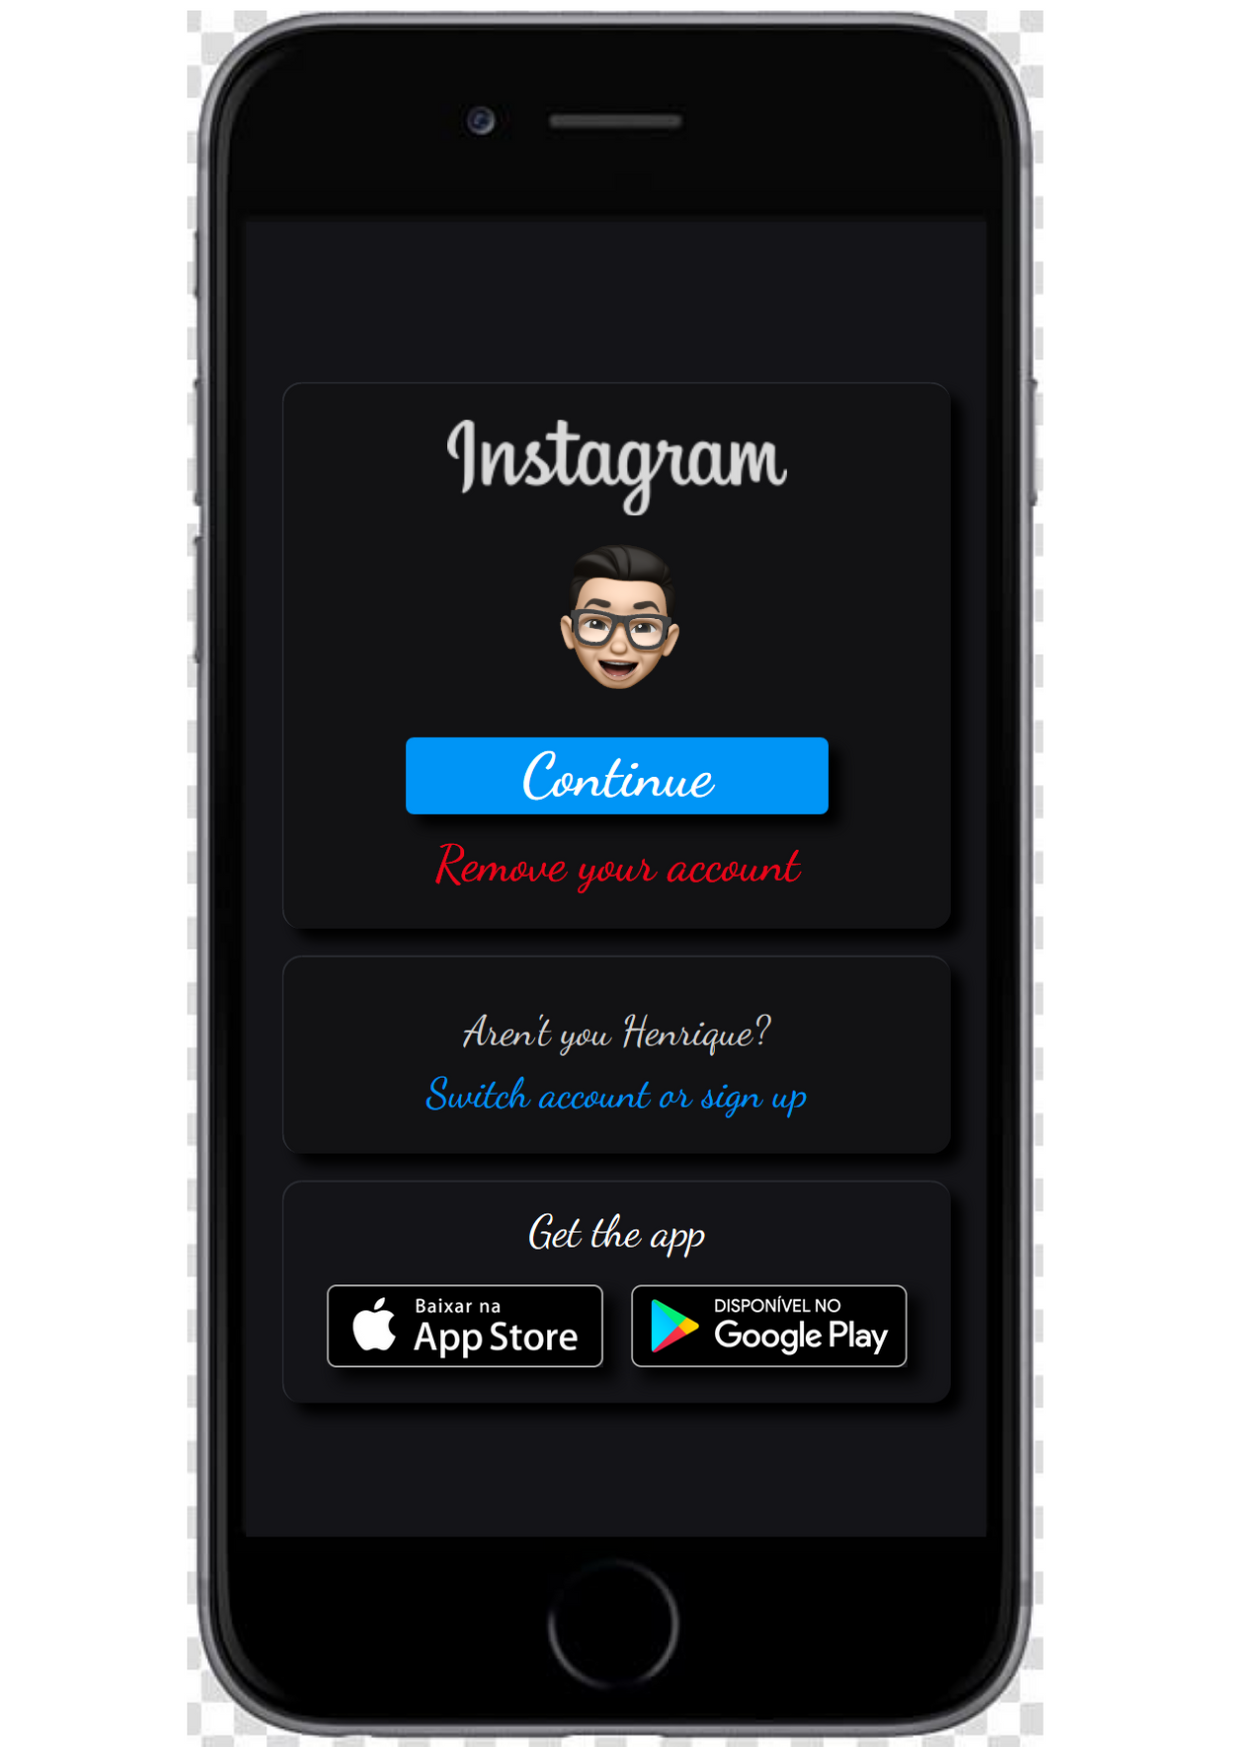 Instagram
Continue
Remove your account
Aren't you Henrique?
Switch account or sign up
Get the app
Baixar na
App Store
DISPONÍVEL NO
Google Play